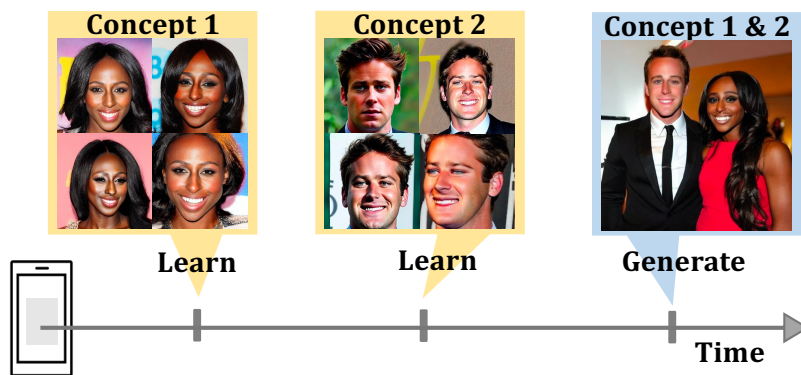 Concept 1
Concept 2
Concept 1 & 2
Learn
Learn
Generate
Time